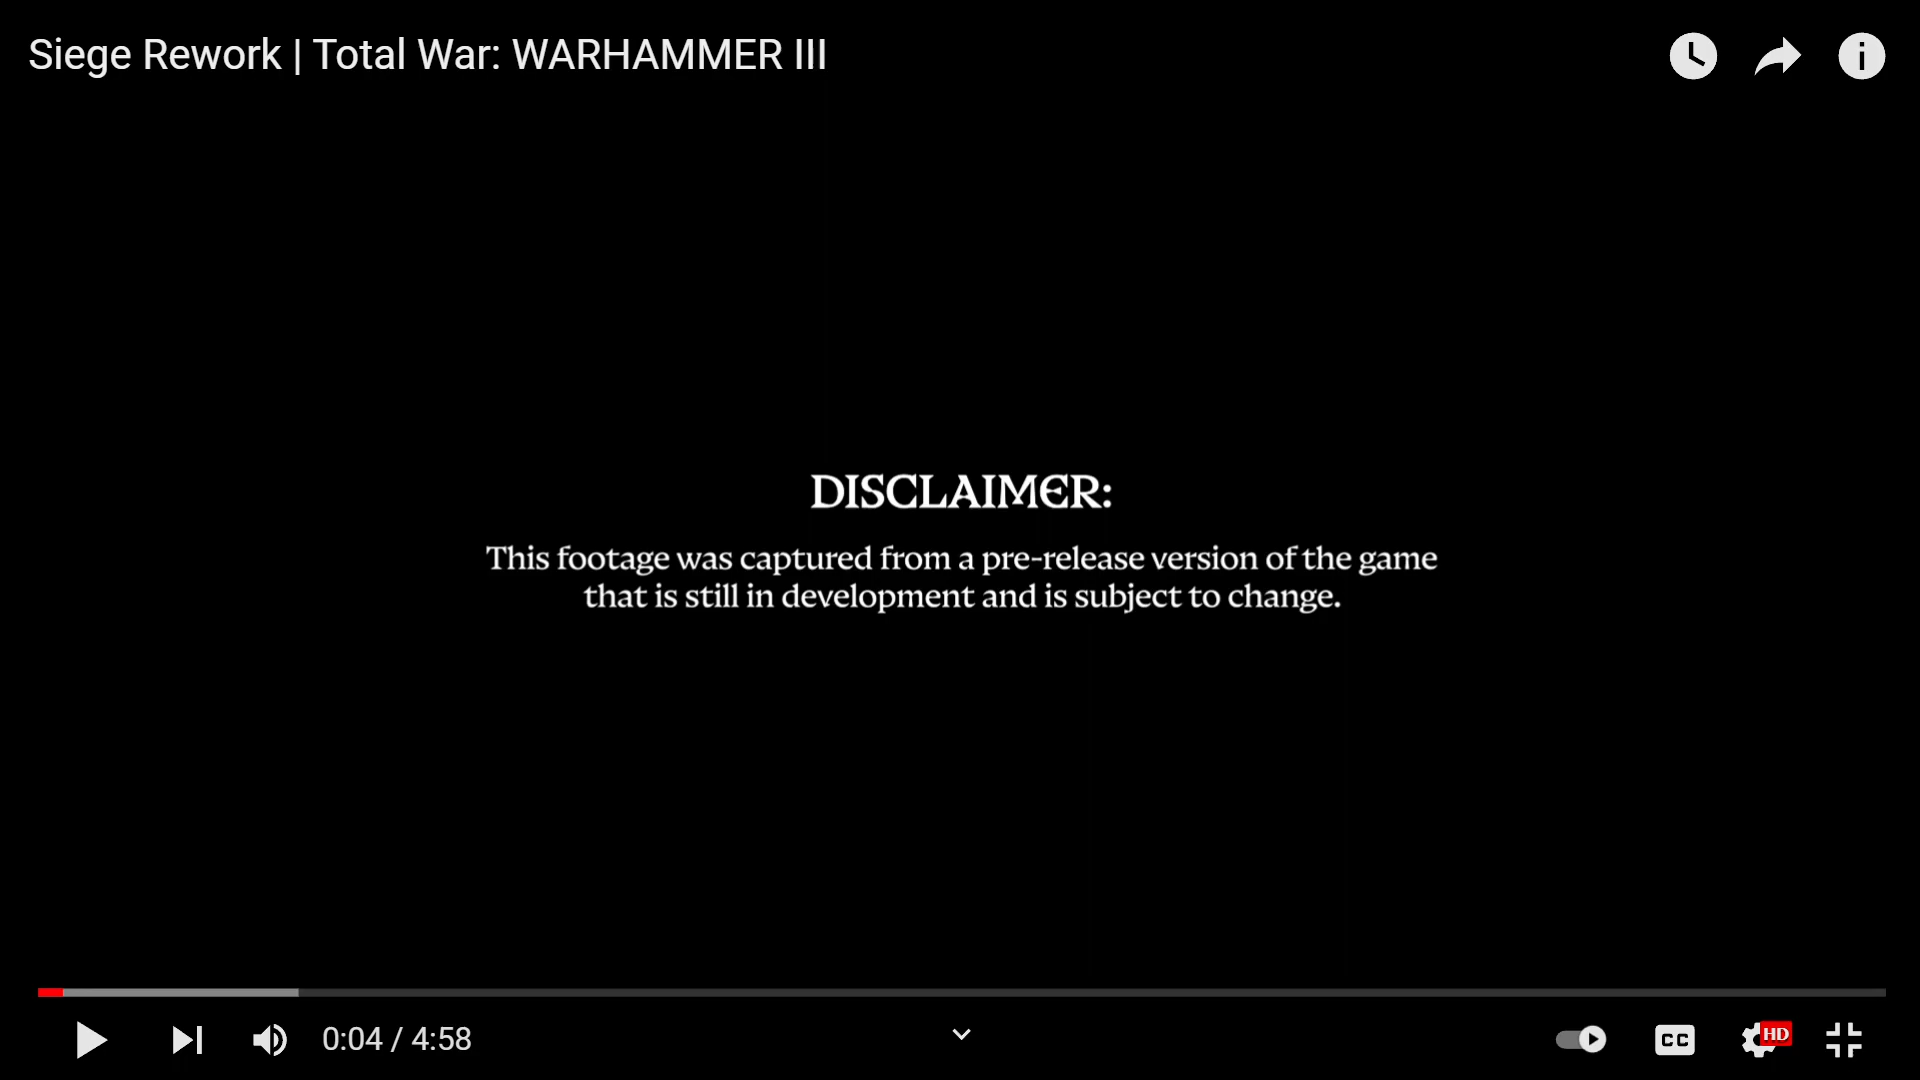 Siege Rework | Total War: WARHAMMER III
DISCLAIMER:
This footage was captured from a pre-release version of the game
that is still in development and is subject to change.
0:04 / 4:58
CC
HD